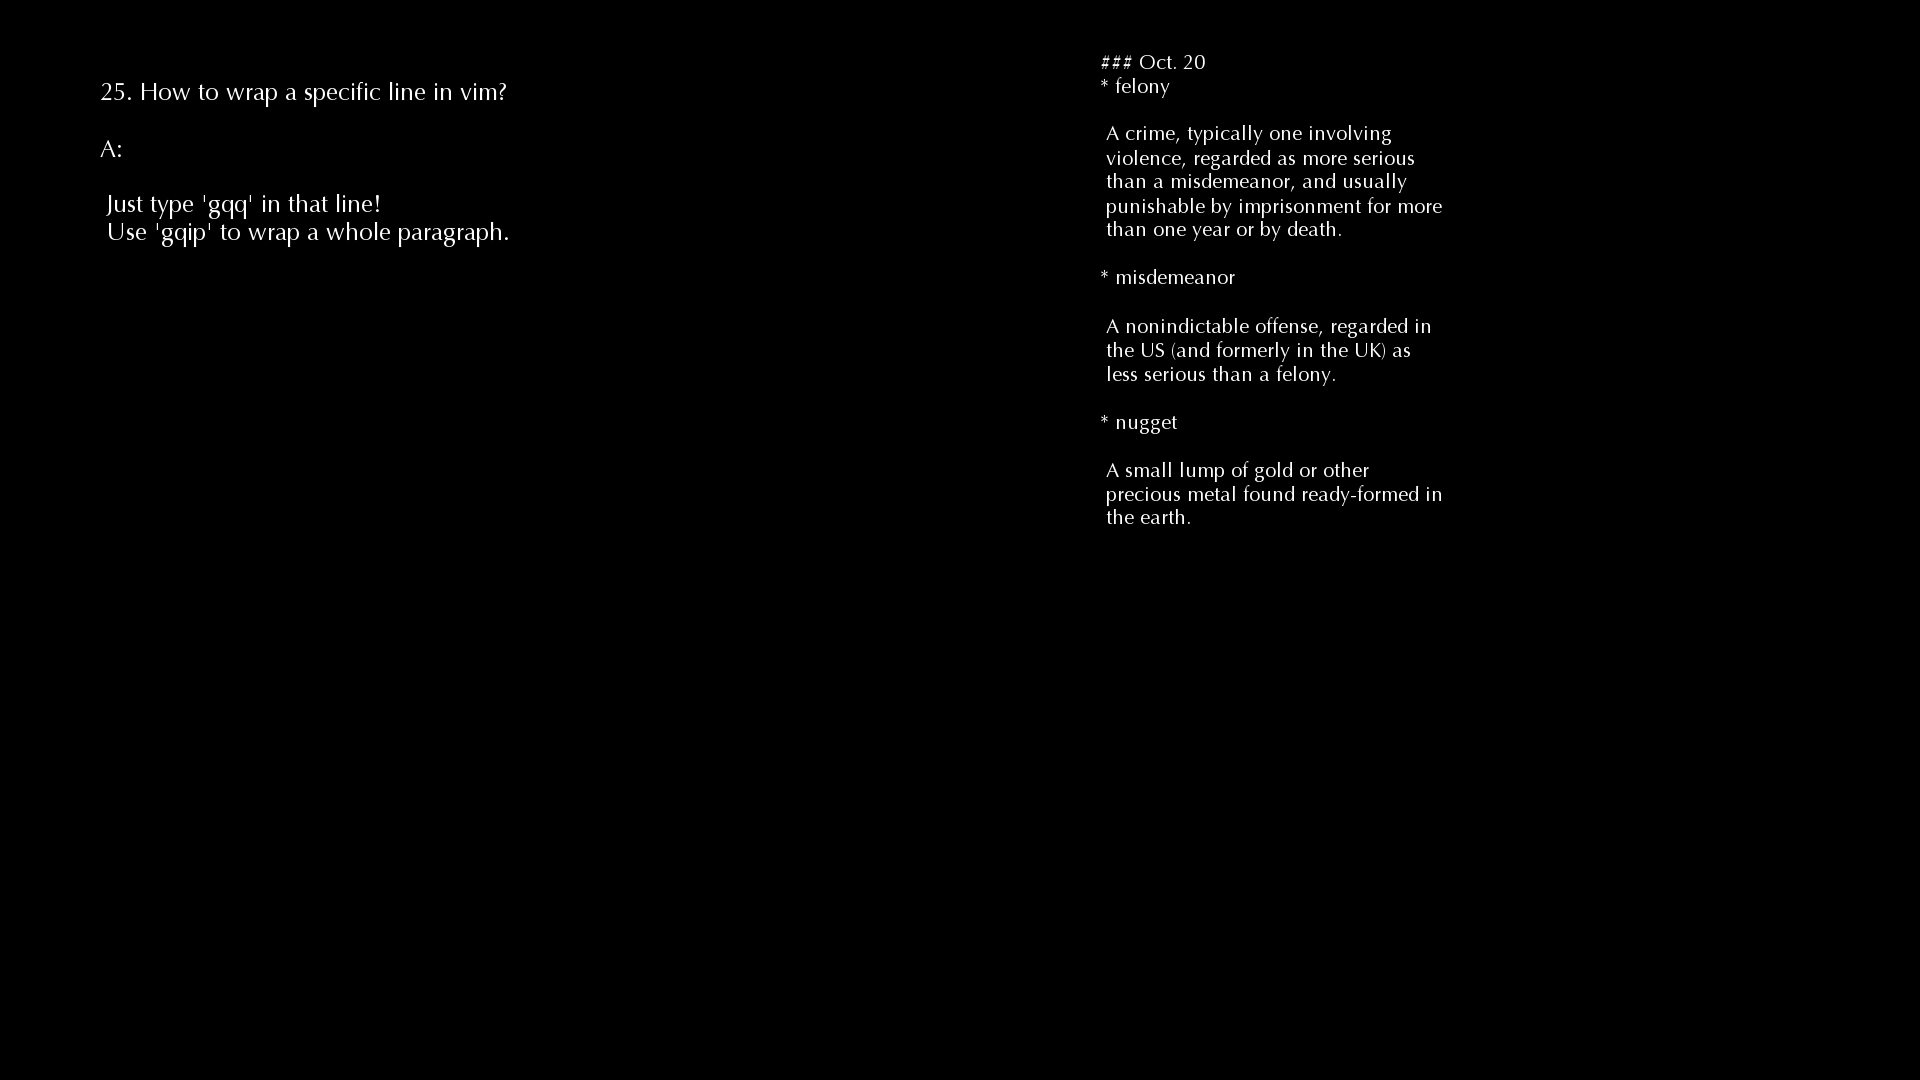 25. How to wrap a specific line in vim?
A:
Just type 'gqq' in that line!
Use 'gqip' to wrap a whole paragraph.
### Oct. 20
* felony
A crime, typically one involving
violence, regarded as more serious
than a misdemeanor, and usually
punishable by imprisonment for more
than one year or by death.
* misdemeanor
A nonindictable offense, regarded in
the US (and formerly in the UK) as
less serious than a felony.
* nugget
A small lump of gold or other
precious metal found ready-formed in
the earth.